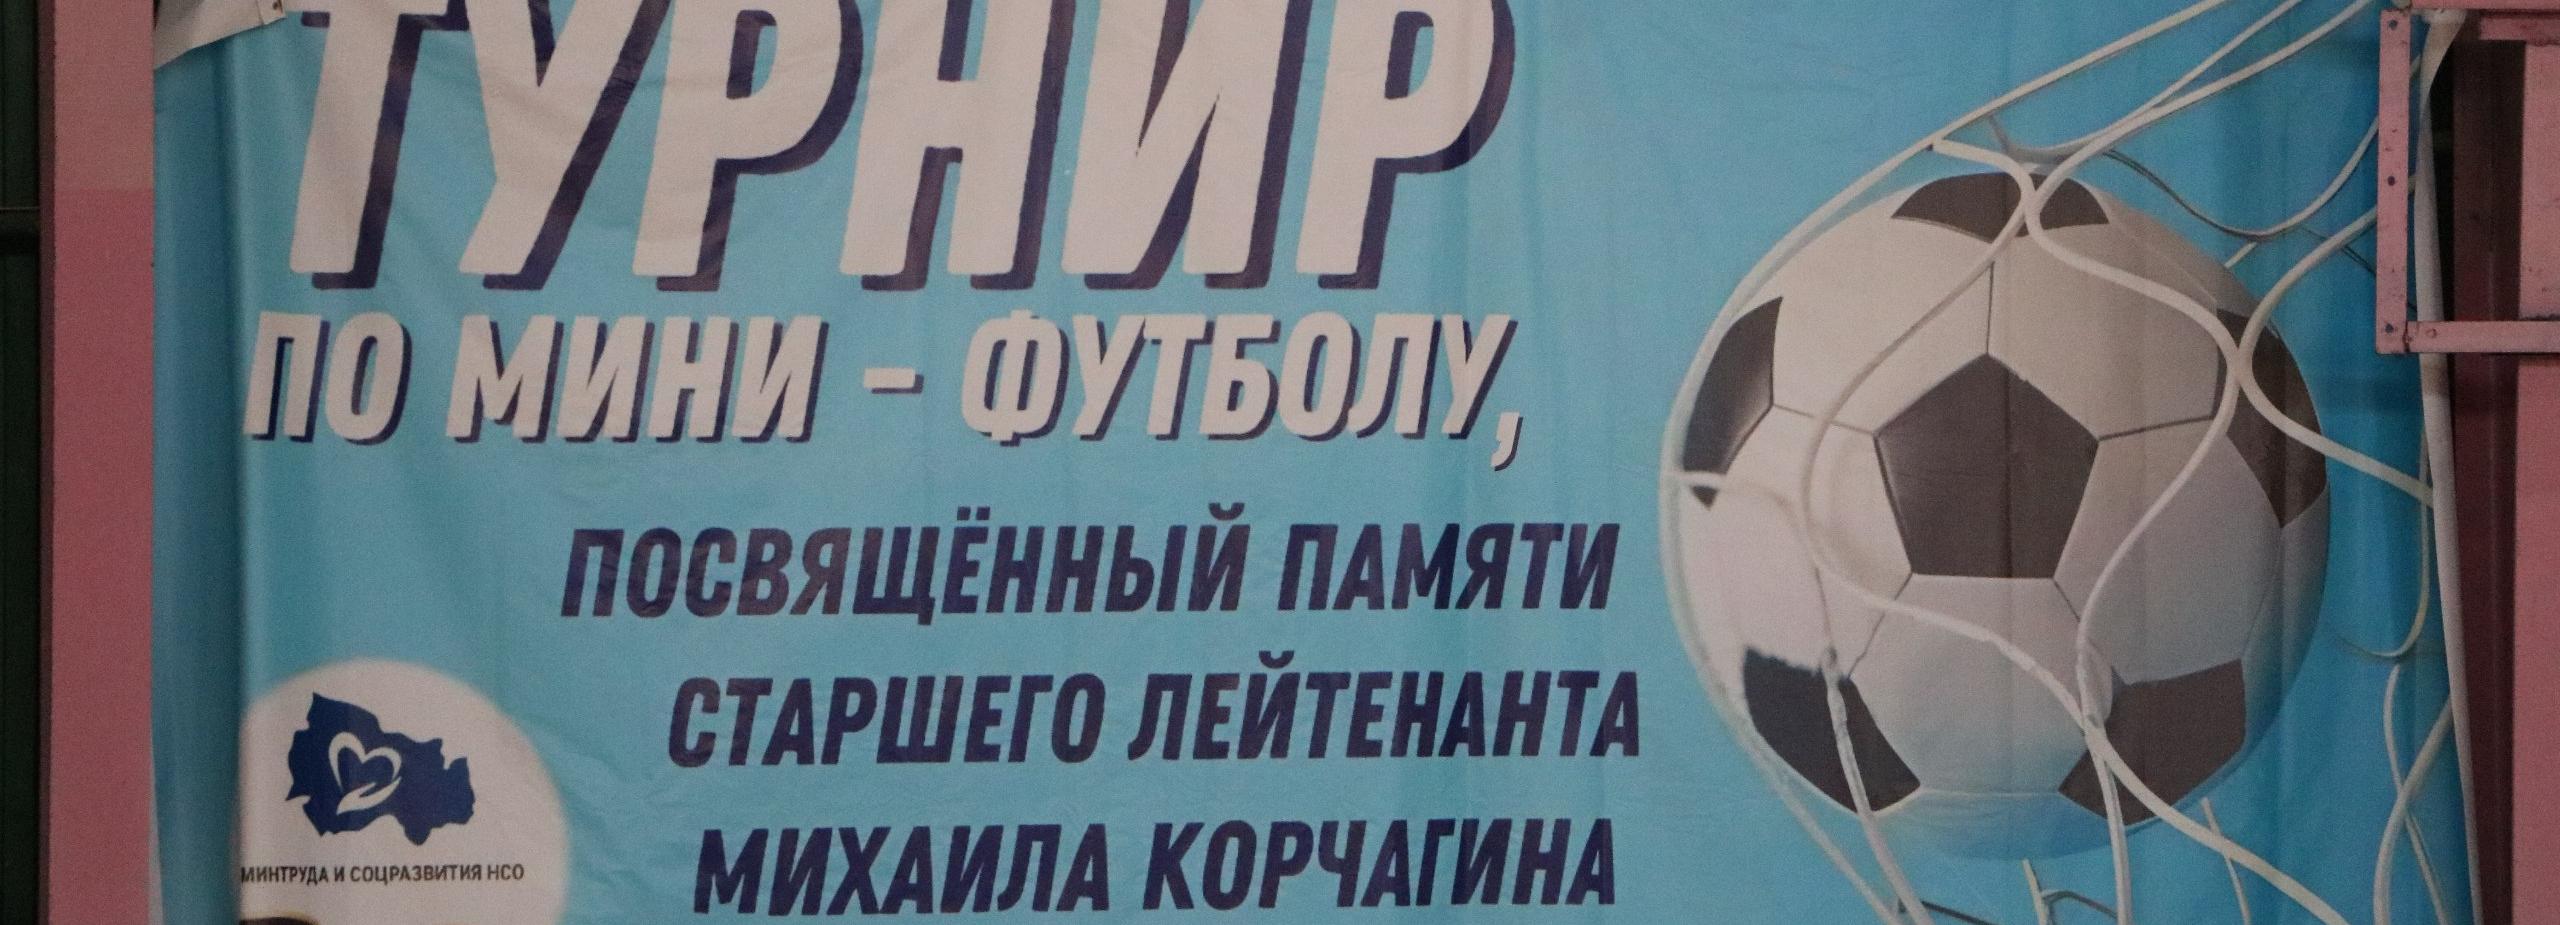 ТУРНИР
ПО МИНИ - ФУТБОЛУ,
ПОСВЯЩЁННЫЙ ПАМЯТИ
СТАРШЕГО ЛЕЙТЕНАНТА
МИХАИЛА КОРЧАГИНА
МИНТРУДА И СОЦРАЗВИТИЯ НСО